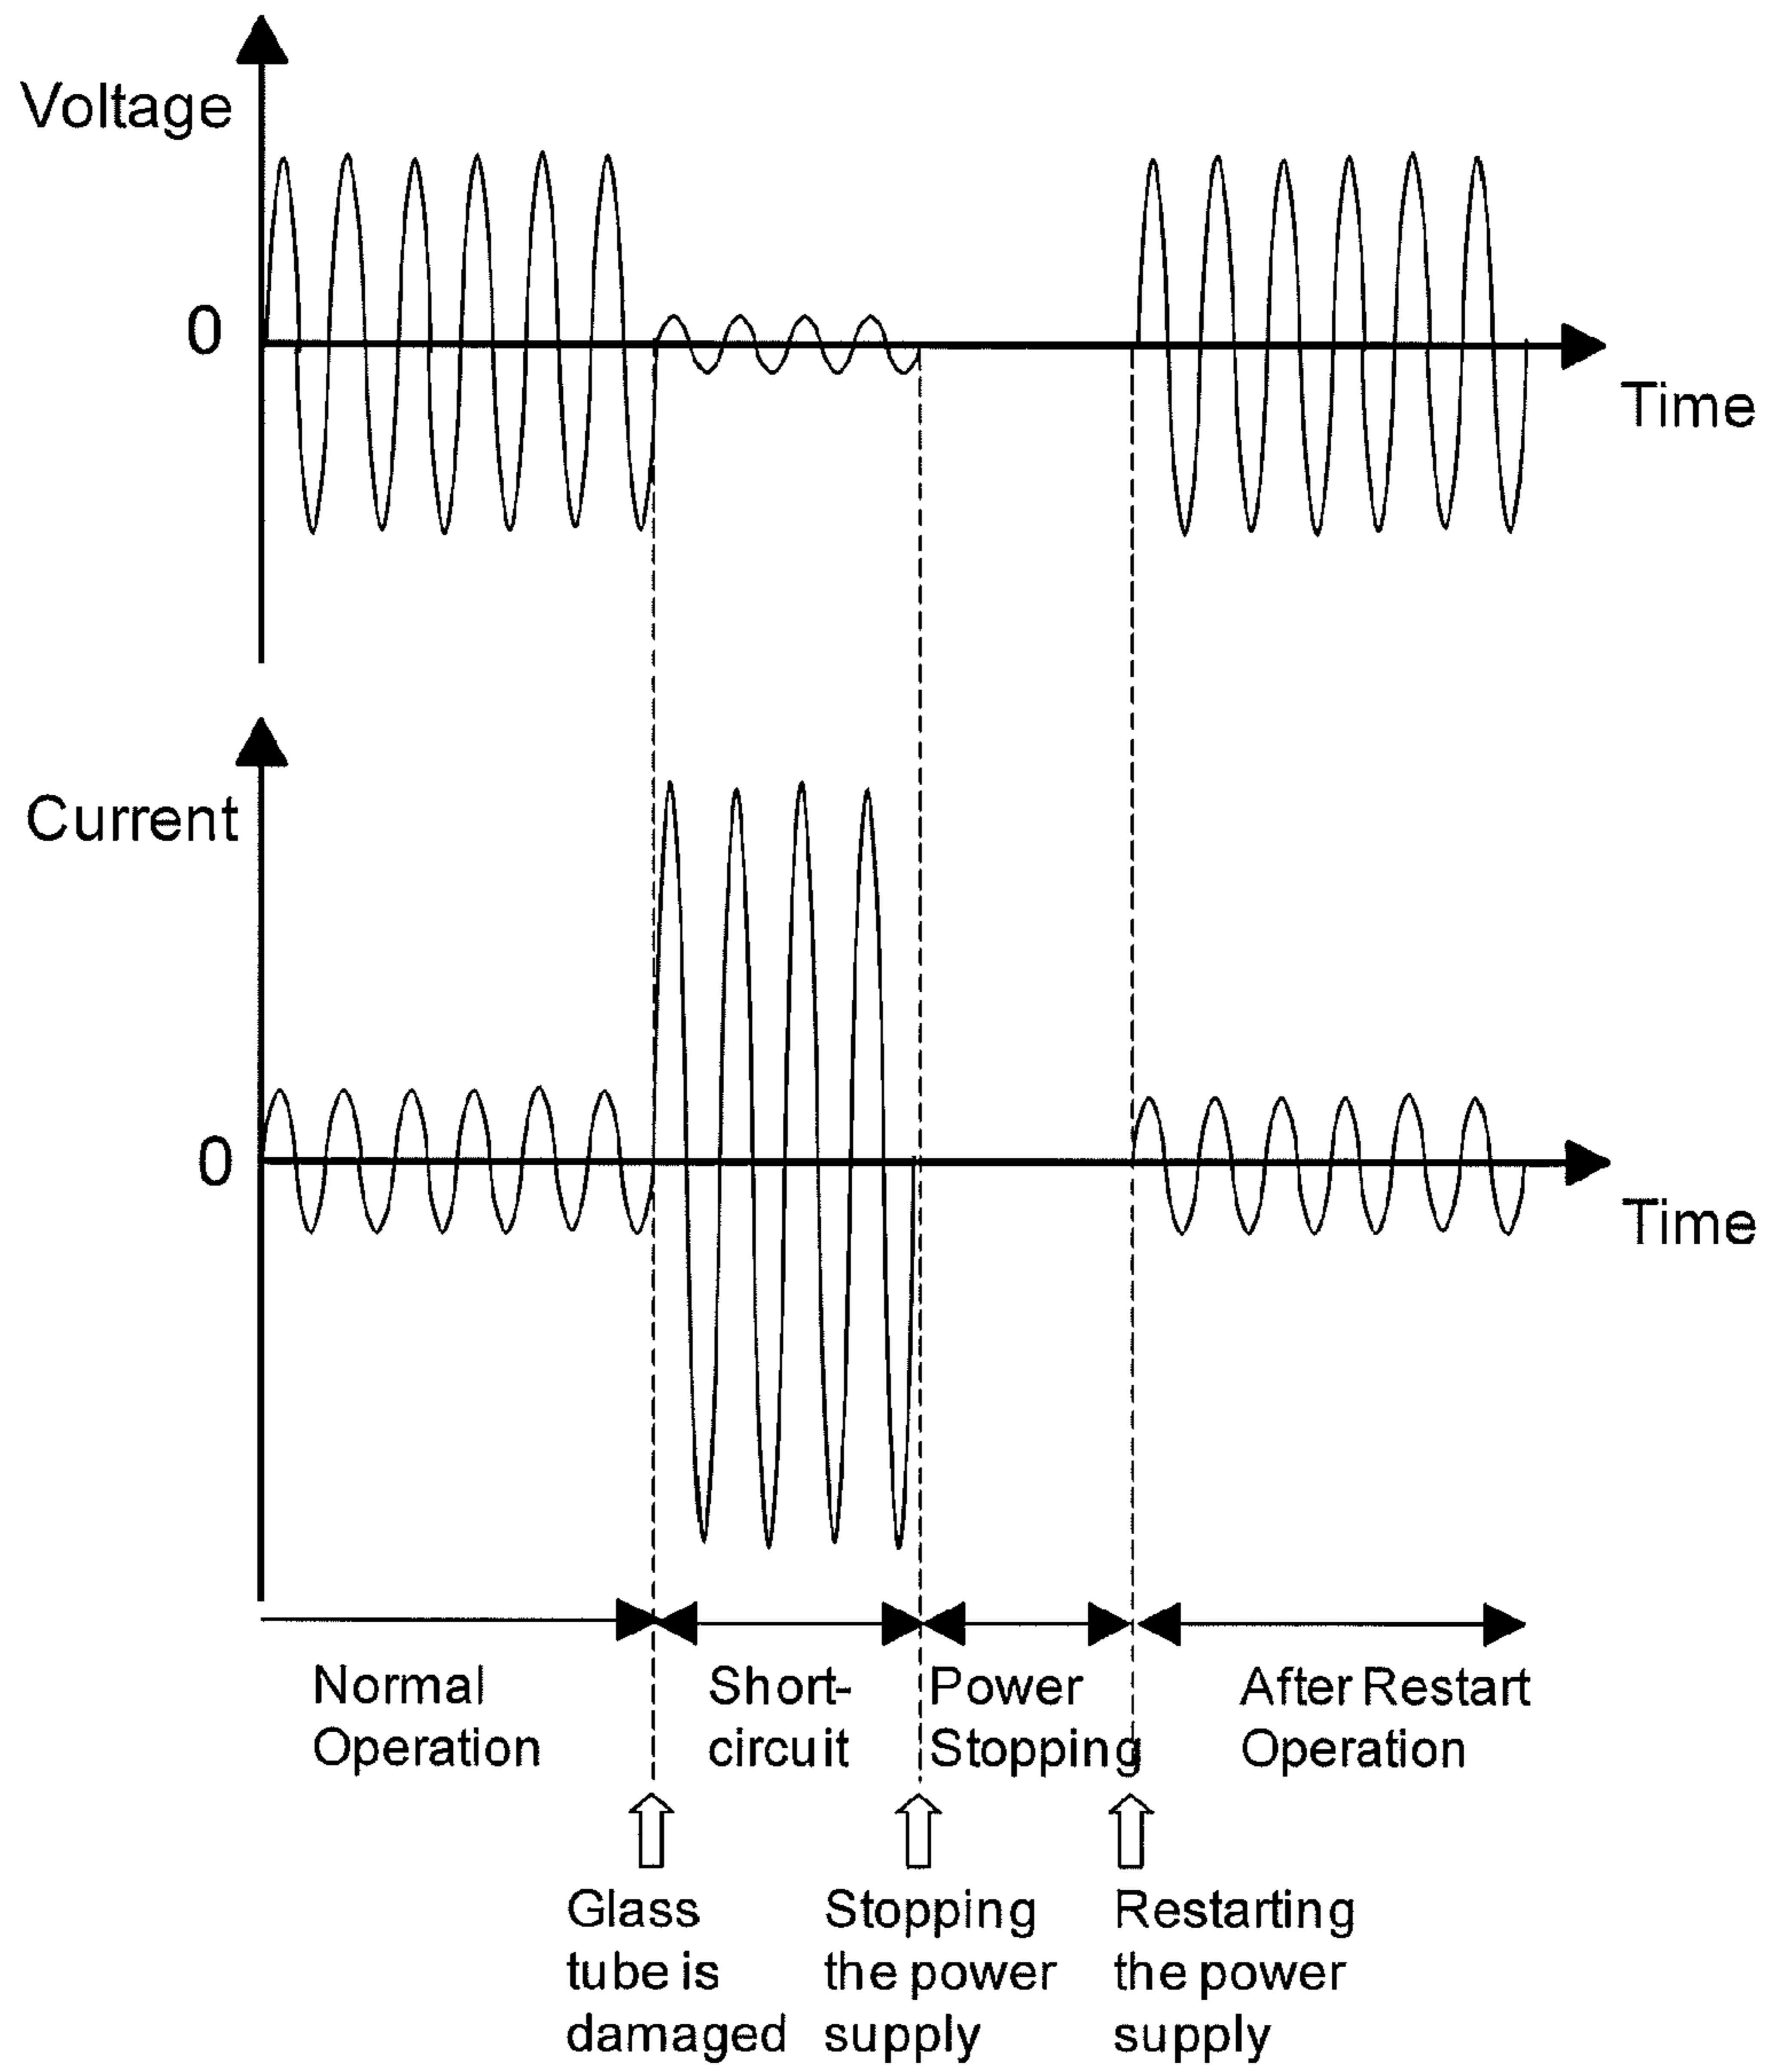 Voltage
0
Time
Current
0
Time
Normal
Operation
Short-
circuit
Power
Stopping
After Restart
Operation
Glass
tube is
damaged
Stopping
the power
supply
Restarting
the power
supply